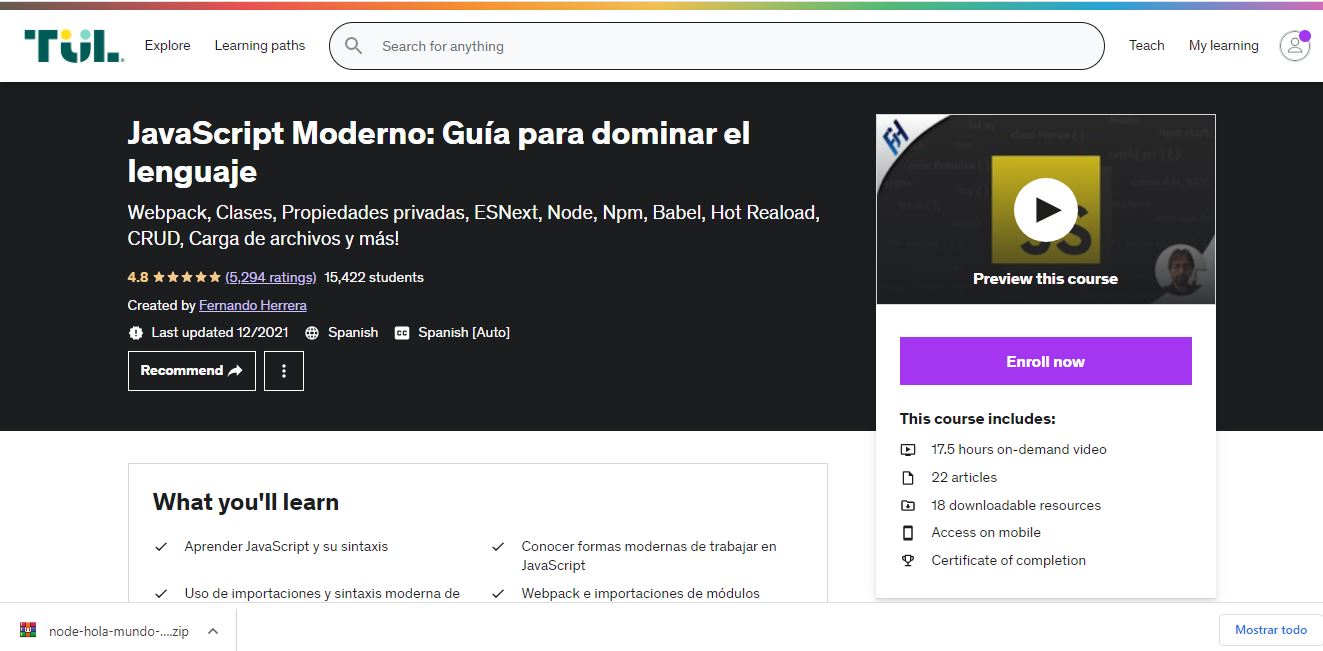 TÜL.
Explore
Learning paths
Search for anything
Teach
My learning
JavaScript Moderno: Guía para dominar el
lenguaje
Webpack, Clases, Propiedades privadas, ESNext, Node, Npm, Babel, Hot Reaload,
CRUD, Carga de archivos y más!
4.8 (5,294 ratings) 15,422 students
Created by Fernando Herrera
Last updated 12/2021 Spanish CC Spanish [Auto]
Recommend
FH
JS
Preview this course
Enroll now
This course includes:
17.5 hours on-demand video
22 articles
18 downloadable resources
Access on mobile
Certificate of completion
What you'll learn
Aprender JavaScript y su sintaxis
Conocer formas modernas de trabajar en
JavaScript
Uso de importaciones y sintaxis moderna de
Webpack e importaciones de módulos
node-hola-mundo-....zip
Mostrar todo